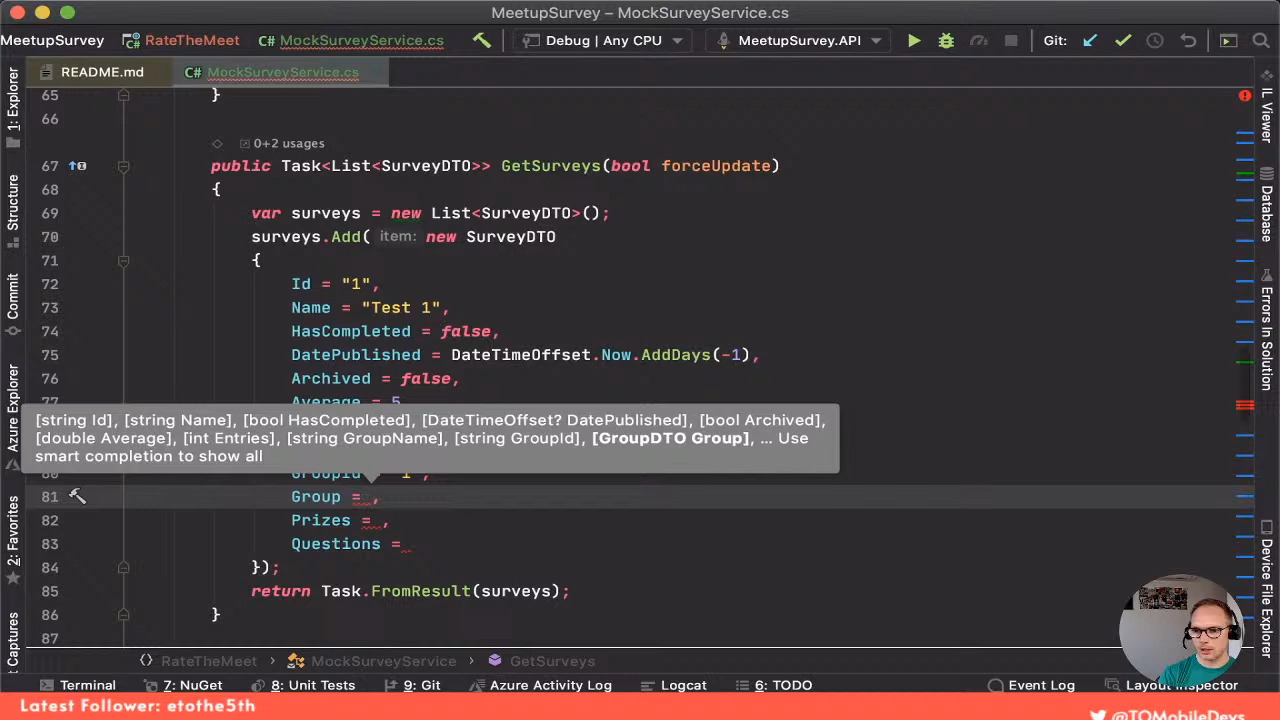 MeetupSurvey – MockSurveyService.cs
MeetupSurvey RateTheMeet MockSurveyService.cs Debug | Any CPU MeetupSurvey.API Git:
README.md C# MockSurveyService.cs
65 }
66
0+2 usages
67 public Task<List<SurveyDTO>> GetSurveys(bool forceUpdate)
68 {
69 var surveys = new List<SurveyDTO>();
70 surveys.Add( item: new SurveyDTO
71 {
72 Id = "1",
73 Name = "Test 1",
74 HasCompleted = false,
75 DatePublished = DateTimeOffset.Now.AddDays(-1),
76 Archived = false,
77 Average = 5,
[string Id], [string Name], [bool HasCompleted], [DateTimeOffset? DatePublished], [bool Archived],
[double Average], [int Entries], [string GroupName], [string GroupId], [GroupDTO Group], ... Use
smart completion to show all
80 GroupId = "1",
81 Group = ,
82 Prizes = ,
83 Questions =
84 });
85 return Task.FromResult(surveys);
86 }
87
RateTheMeet > MockSurveyService > GetSurveys
Terminal 7: NuGet 8: Unit Tests 9: Git Azure Activity Log Logcat 6: TODO Event Log Layout Inspector
Latest Follower: etothe5th
@TOMobileDevs
1: Explorer
Structure
Commit
Azure Explorer
2: Favorites
Captures
IL Viewer
Database
Errors In Solution
Device File Explorer